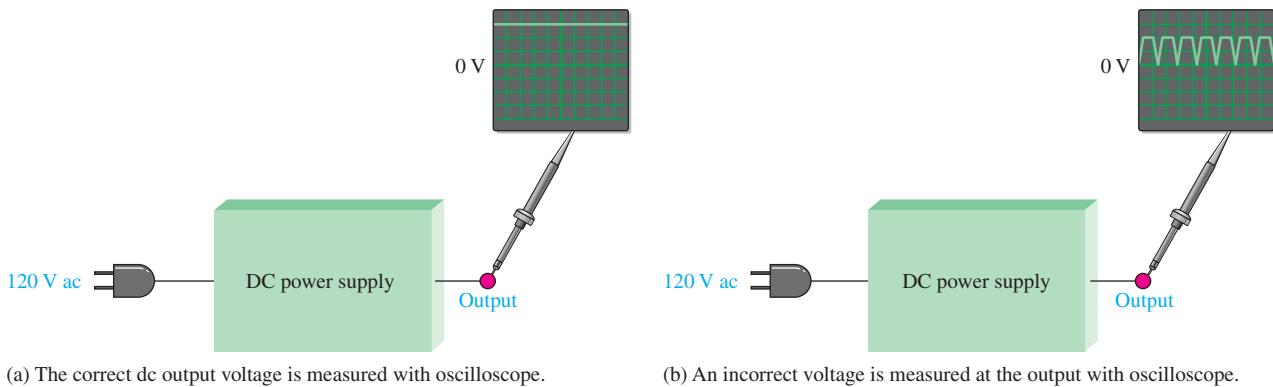 0 V
120 V ac
DC power supply
Output
(a) The correct dc output voltage is measured with oscilloscope.
0 V
120 V ac
DC power supply
Output
(b) An incorrect voltage is measured at the output with oscilloscope.